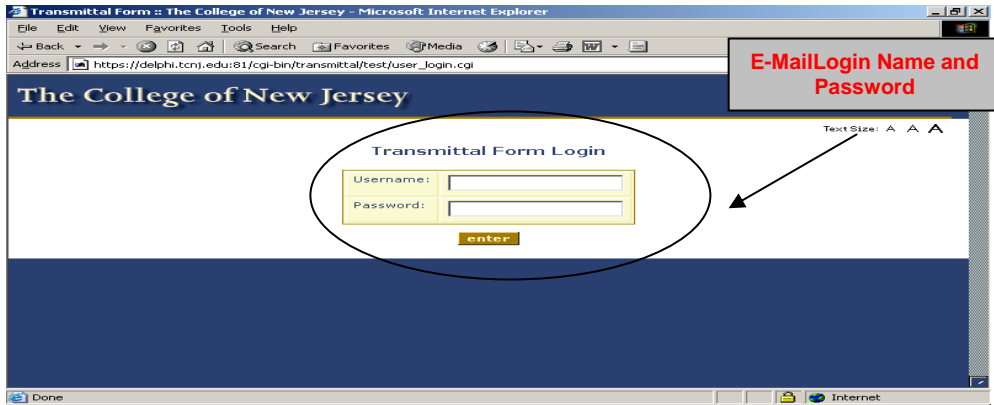 Transmittal Form :: The College of New Jersey - Microsoft Internet Explorer
File Edit View Favorites Tools Help
Back Search Favorites Media
Address https://delphi.tcnj.edu:81/cgi-bin/transmittal/test/user_login.cgi
E-MailLogin Name and
Password
The College of New Jersey
Text Size: A A A
Transmittal Form Login
Username:
Password:
enter
Done Internet